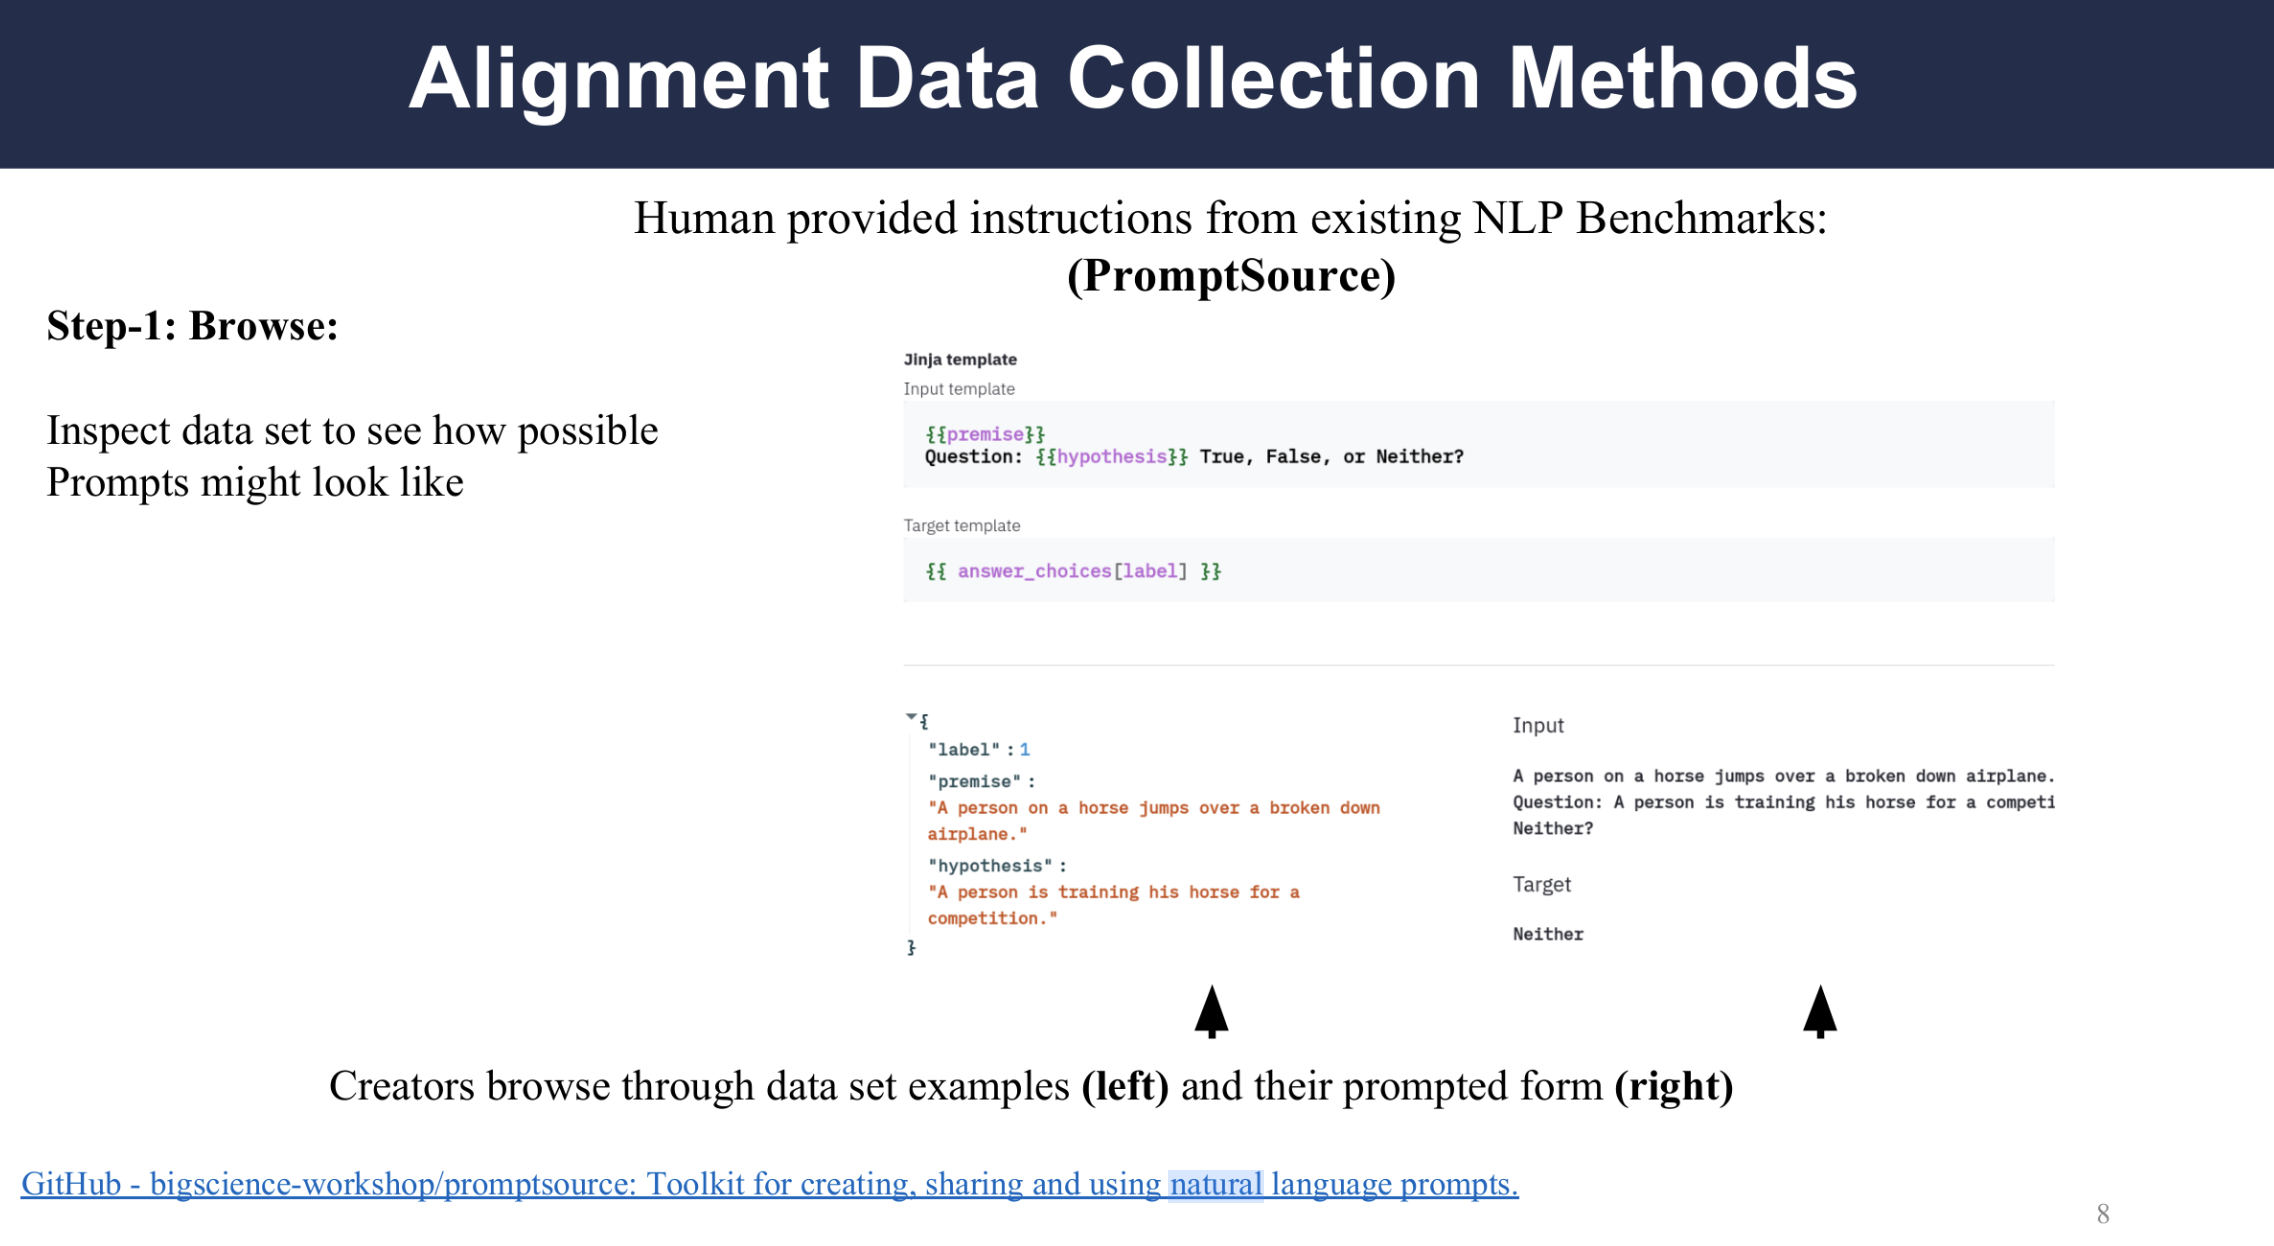 Alignment Data Collection Methods
Human provided instructions from existing NLP Benchmarks:
(PromptSource)
Step-1: Browse:
Inspect data set to see how possible
Prompts might look like
Jinja template
Input template
{{premise}}
Question: {{hypothesis}} True, False, or Neither?
Target template
{{ answer_choices[label] }}
{
"label" : 1
"premise" :
"A person on a horse jumps over a broken down
airplane."
"hypothesis" :
"A person is training his horse for a
competition."
}
Input
A person on a horse jumps over a broken down airplane.
Question: A person is training his horse for a competi
Neither?
Target
Neither
Creators browse through data set examples (left) and their prompted form (right)
GitHub - bigscience-workshop/promptsource: Toolkit for creating, sharing and using natural language prompts.
8